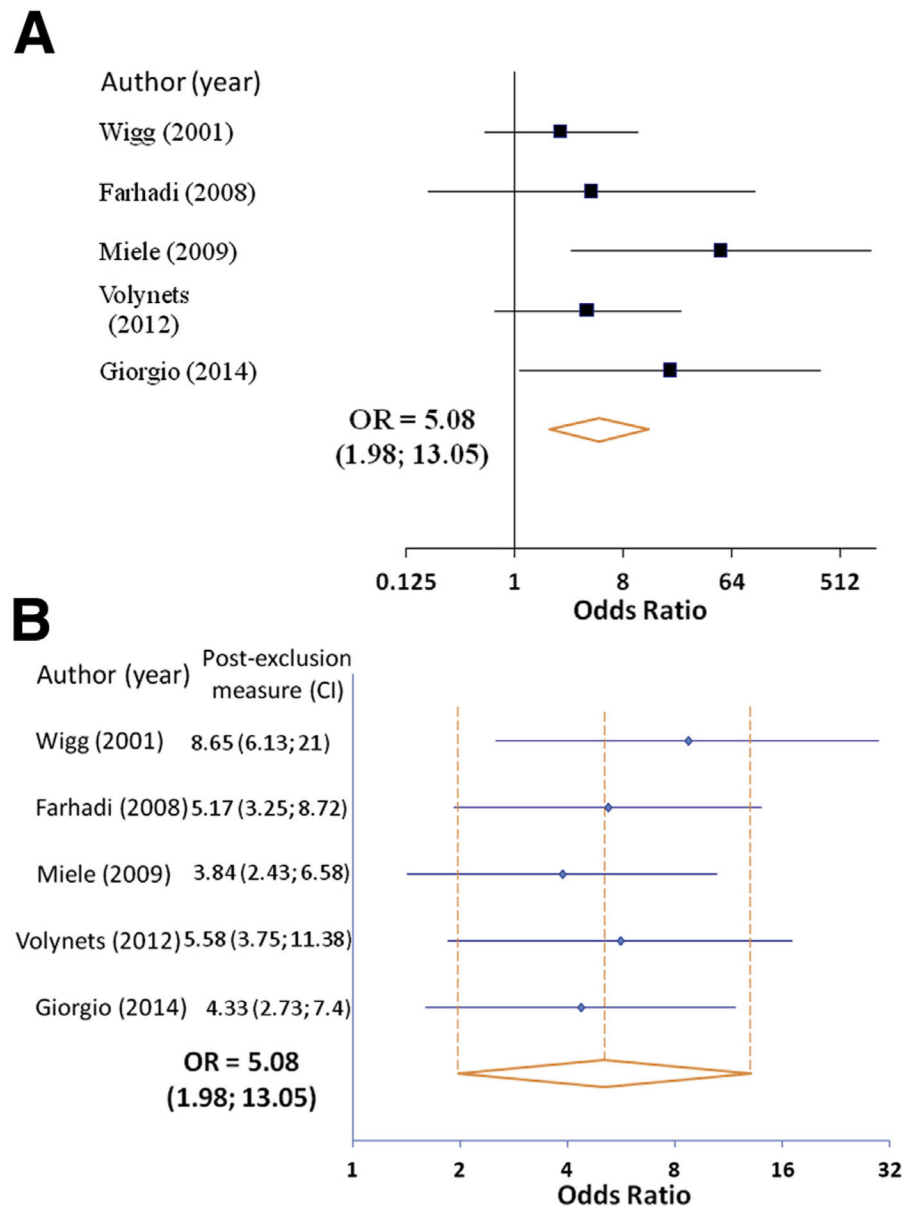 A
Author (year)
Wigg (2001)
Farhadi (2008)
Miele (2009)
Volynets
(2012)
Giorgio (2014)
OR = 5.08
(1.98; 13.05)
0.125 1 8 64 512
Odds Ratio
B
Author (year) Post-exclusion
measure (CI)
Wigg (2001) 8.65 (6.13; 21)
Farhadi (2008) 5.17 (3.25; 8.72)
Miele (2009) 3.84 (2.43; 6.58)
Volynets (2012) 5.58 (3.75; 11.38)
Giorgio (2014) 4.33 (2.73; 7.4)
OR = 5.08
(1.98; 13.05)
1 2 4 8 16 32
Odds Ratio